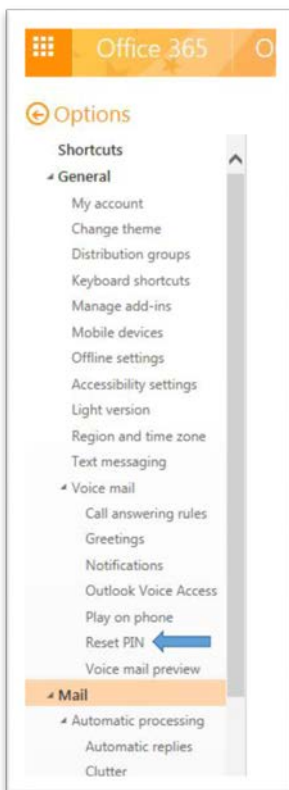 Office 365 O
Options
Shortcuts
General
My account
Change theme
Distribution groups
Keyboard shortcuts
Manage add-ins
Mobile devices
Offline settings
Accessibility settings
Light version
Region and time zone
Text messaging
Voice mail
Call answering rules
Greetings
Notifications
Outlook Voice Access
Play on phone
Reset PIN
Voice mail preview
Mail
Automatic processing
Automatic replies
Clutter